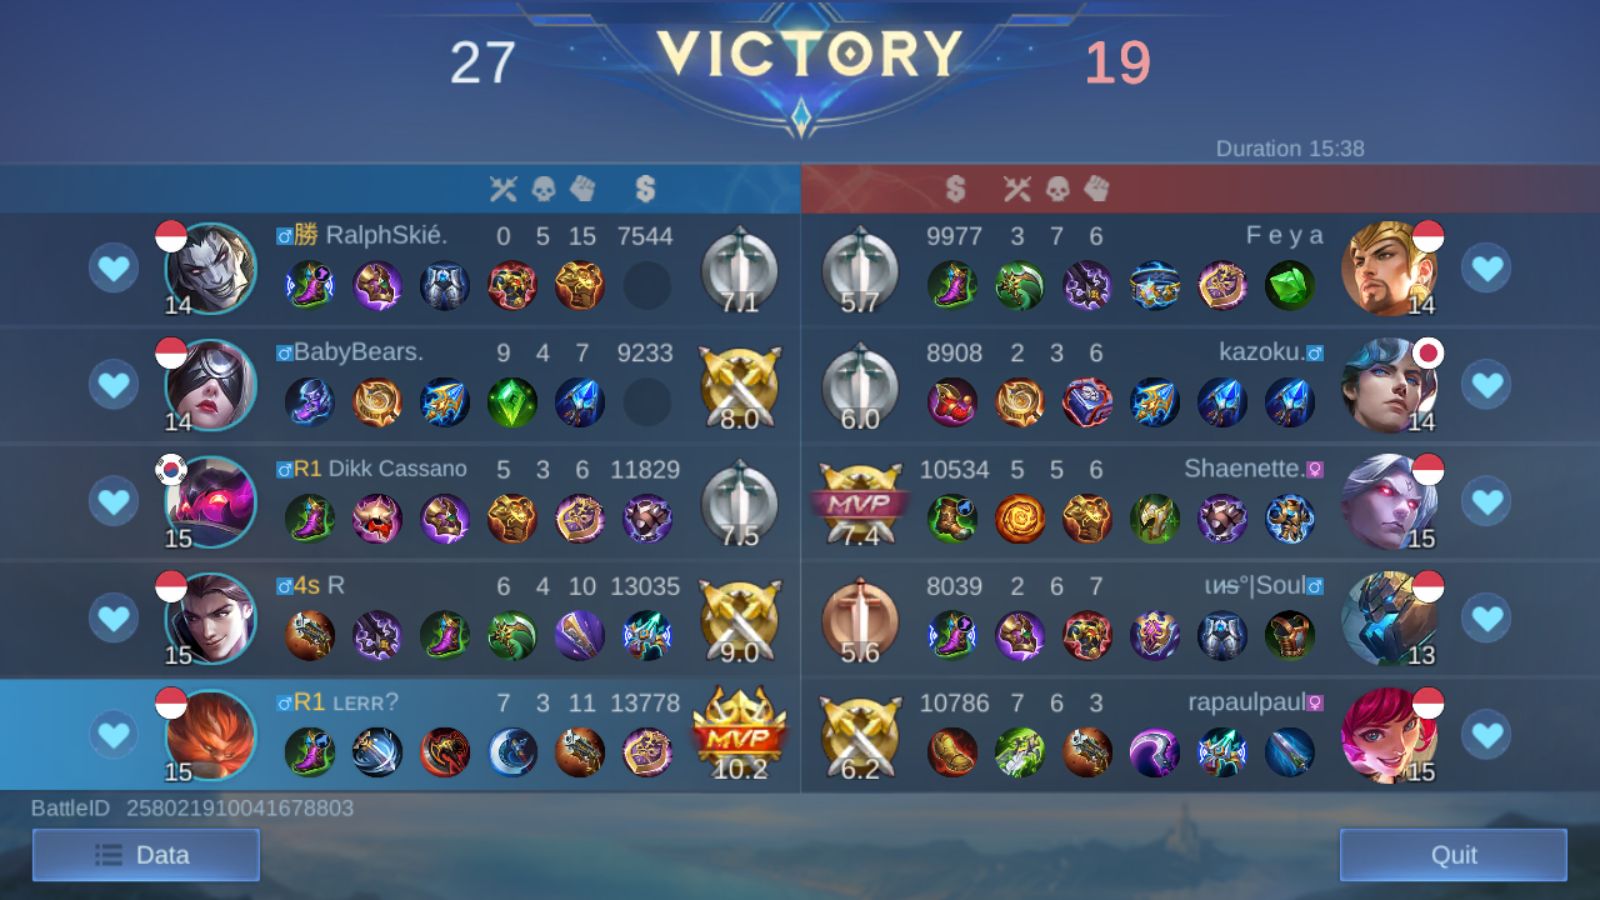 27 VICTORY 19
Duration 15:38
勝 RalphSkié. 0 5 15 7544
14 7.1
5.7 9977 3 7 6 F e y a
14
BabyBears. 9 4 7 9233
14 8.0
6.0 8908 2 3 6 kazoku.
14
R1 Dikk Cassano 5 3 6 11829
15 7.5
MVP 7.4 10534 5 5 6 Shaenette.
15
4s R 6 4 10 13035
15 9.0
5.6 8039 2 6 7 |Soul
13
R1 LERR? 7 3 11 13778
15 MVP 10.2
6.2 10786 7 6 3 rapaulpaul
15
BattleID 258021910041678803
Data
Quit